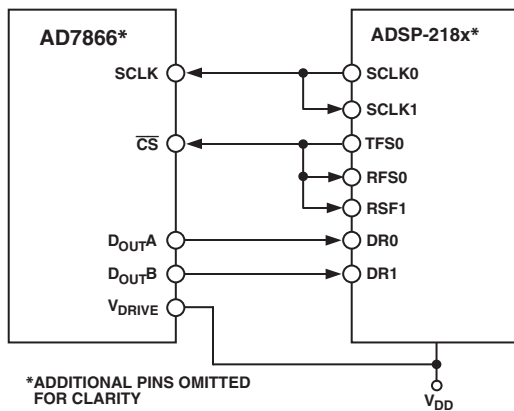 AD7866*
ADSP-218x*
SCLK
SCLK0
SCLK1
CS
TFS0
RFS0
RSF1
DOUTA
DR0
DOUTB
DR1
VDRIVE
*ADDITIONAL PINS OMITTED
FOR CLARITY
VDD